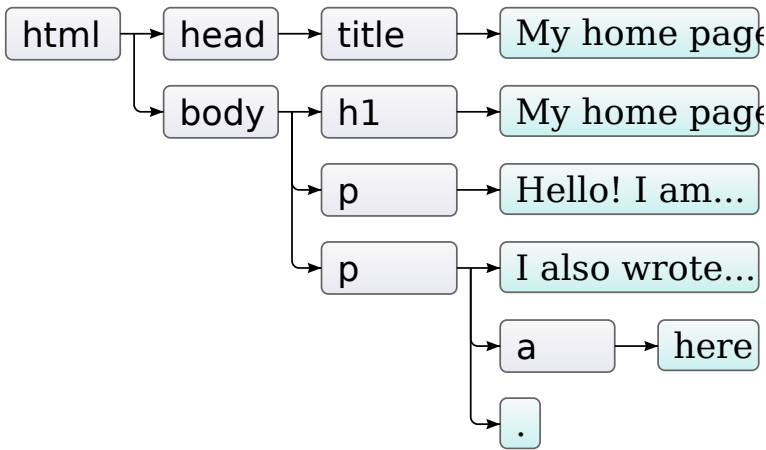 html head title My home page
body h1 My home page
p Hello! I am...
p I also wrote...
a here
.